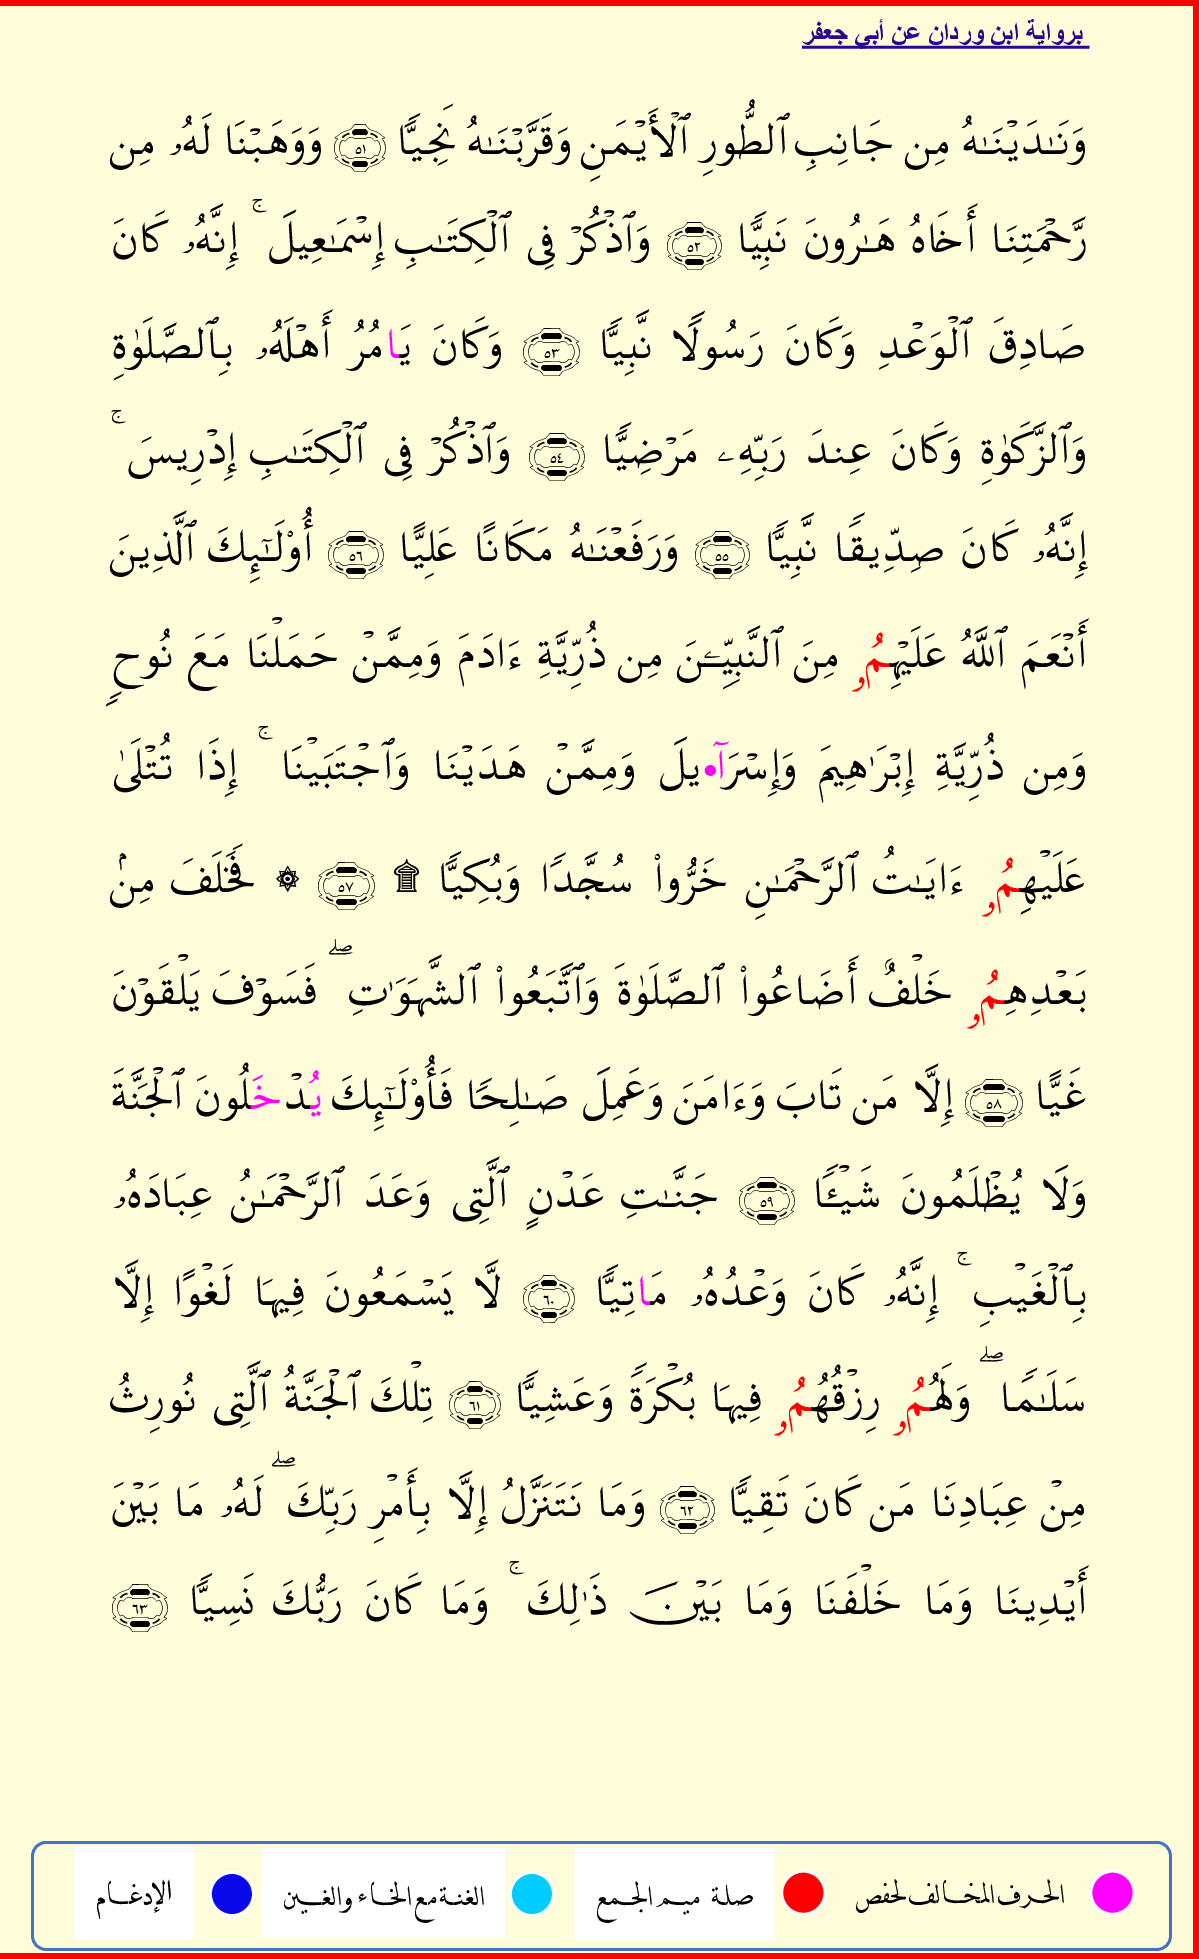 برواية ابن وردان عن أبي جعفر
وَنَـٰدَيْنَـٰهُ مِن جَانِبِ ٱلطُّورِ ٱلْأَيْمَنِ وَقَرَّبْنَـٰهُ نَجِيًّا ٥١ وَوَهَبْنَا لَهُۥ مِن
رَّحْمَتِنَا أَخَاهُ هَـٰرُونَ نَبِيًّا ٥٢ وَٱذْكُرْ فِى ٱلْكِتَـٰبِ إِسْمَـٰعِيلَ ۚ إِنَّهُۥ كَانَ
صَادِقَ ٱلْوَعْدِ وَكَانَ رَسُولًا نَّبِيًّا ٥٣ وَكَانَ يَامُرُ أَهْلَهُۥ بِٱلصَّلَوٰةِ
وَٱلزَّكَوٰةِ وَكَانَ عِندَ رَبِّهِۦ مَرْضِيًّا ٥٤ وَٱذْكُرْ فِى ٱلْكِتَـٰبِ إِدْرِيسَ ۚ
إِنَّهُۥ كَانَ صِدِّيقًا نَّبِيًّا ٥٥ وَرَفَعْنَـٰهُ مَكَانًا عَلِيًّا ٥٦ أُوْلَـٰٓئِكَ ٱلَّذِينَ
أَنْعَمَ ٱللَّهُ عَلَيْهِمُۥ مِنَ ٱلنَّبِيِّـۧنَ مِن ذُرِّيَّةِ ءَادَمَ وَمِمَّنْ حَمَلْنَا مَعَ نُوحٍ
وَمِن ذُرِّيَّةِ إِبْرَٰهِيمَ وَإِسْرَآ•يلَ وَمِمَّنْ هَدَيْنَا وَٱجْتَبَيْنَا ۚ إِذَا تُتْلَىٰ
عَلَيْهِمُۥ ءَايَـٰتُ ٱلرَّحْمَـٰنِ خَرُّوا۟ سُجَّدًا وَبُكِيًّا ۩ ٥٧ ۞ فَخَلَفَ مِنۢ
بَعْدِهِمُۥ خَلْفٌ أَضَاعُوا۟ ٱلصَّلَوٰةَ وَٱتَّبَعُوا۟ ٱلشَّهَوَٰتِ ۖ فَسَوْفَ يَلْقَوْنَ
غَيًّا ٥٨ إِلَّا مَن تَابَ وَءَامَنَ وَعَمِلَ صَـٰلِحًا فَأُوْلَـٰٓئِكَ يُدْخَلُونَ ٱلْجَنَّةَ
وَلَا يُظْلَمُونَ شَيْـًٔا ٥٩ جَنَّـٰتِ عَدْنٍ ٱلَّتِى وَعَدَ ٱلرَّحْمَـٰنُ عِبَادَهُۥ
بِٱلْغَيْبِ ۚ إِنَّهُۥ كَانَ وَعْدُهُۥ مَاتِيًّا ٦٠ لَّا يَسْمَعُونَ فِيهَا لَغْوًا إِلَّا
سَلَـٰمًا ۖ وَلَهُمُۥ رِزْقُهُمُۥ فِيهَا بُكْرَةً وَعَشِيًّا ٦١ تِلْكَ ٱلْجَنَّةُ ٱلَّتِى نُورِثُ
مِنْ عِبَادِنَا مَن كَانَ تَقِيًّا ٦٢ وَمَا نَتَنَزَّلُ إِلَّا بِأَمْرِ رَبِّكَ ۖ لَهُۥ مَا بَيْنَ
أَيْدِينَا وَمَا خَلْفَنَا وَمَا بَيْنَ ذَٰلِكَ ۚ وَمَا كَانَ رَبُّكَ نَسِيًّا ٦٣
الحرف المخالف لحفص صلة ميم الجمع الغنة مع الخاء والغين الإدغام